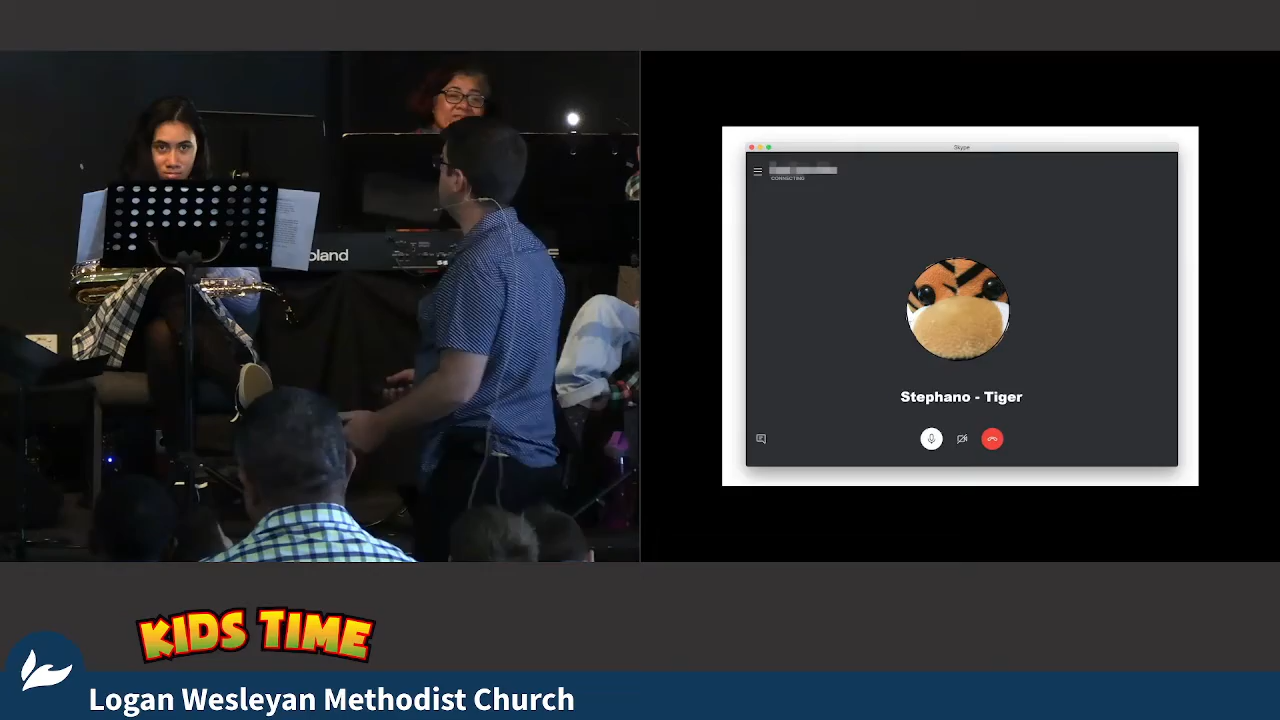 oland
Skype
CONNECTING
Stephano - Tiger
KIDS TIME
Logan Wesleyan Methodist Church